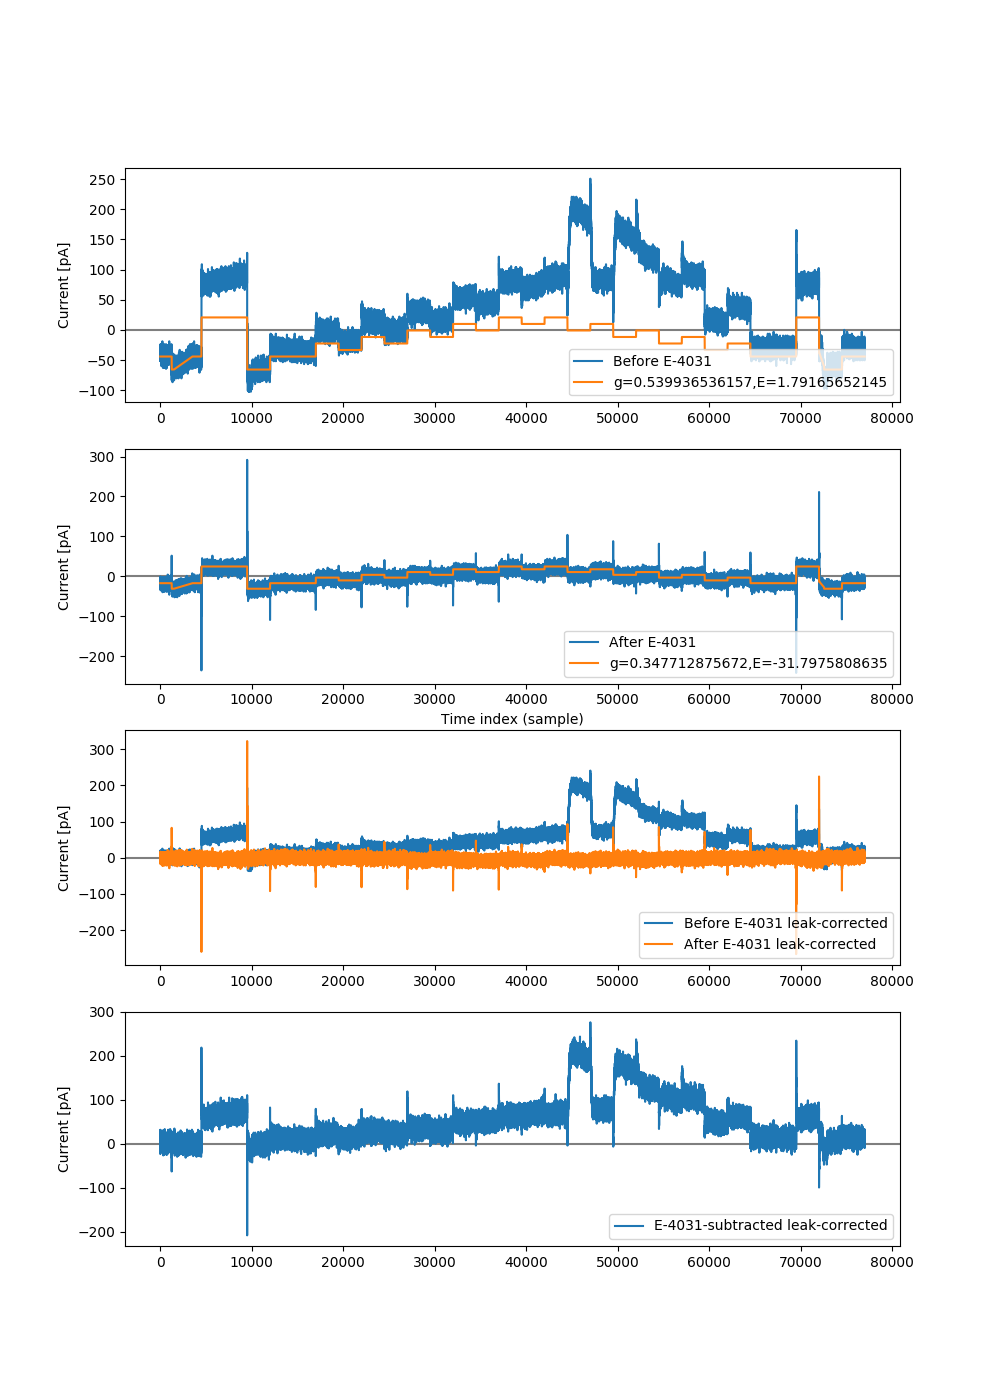 250
200
150
100
50
0
−50
−100
Current [pA]
Before E-4031
g=0.539936536157,E=1.79165652145
0 10000 20000 30000 40000 50000 60000 70000 80000
300
200
100
0
−100
−200
Current [pA]
After E-4031
g=0.347712875672,E=-31.7975808635
0 10000 20000 30000 40000 50000 60000 70000 80000
Time index (sample)
300
200
100
0
−100
−200
Current [pA]
Before E-4031 leak-corrected
After E-4031 leak-corrected
0 10000 20000 30000 40000 50000 60000 70000 80000
300
200
100
0
−100
−200
Current [pA]
E-4031-subtracted leak-corrected
0 10000 20000 30000 40000 50000 60000 70000 80000